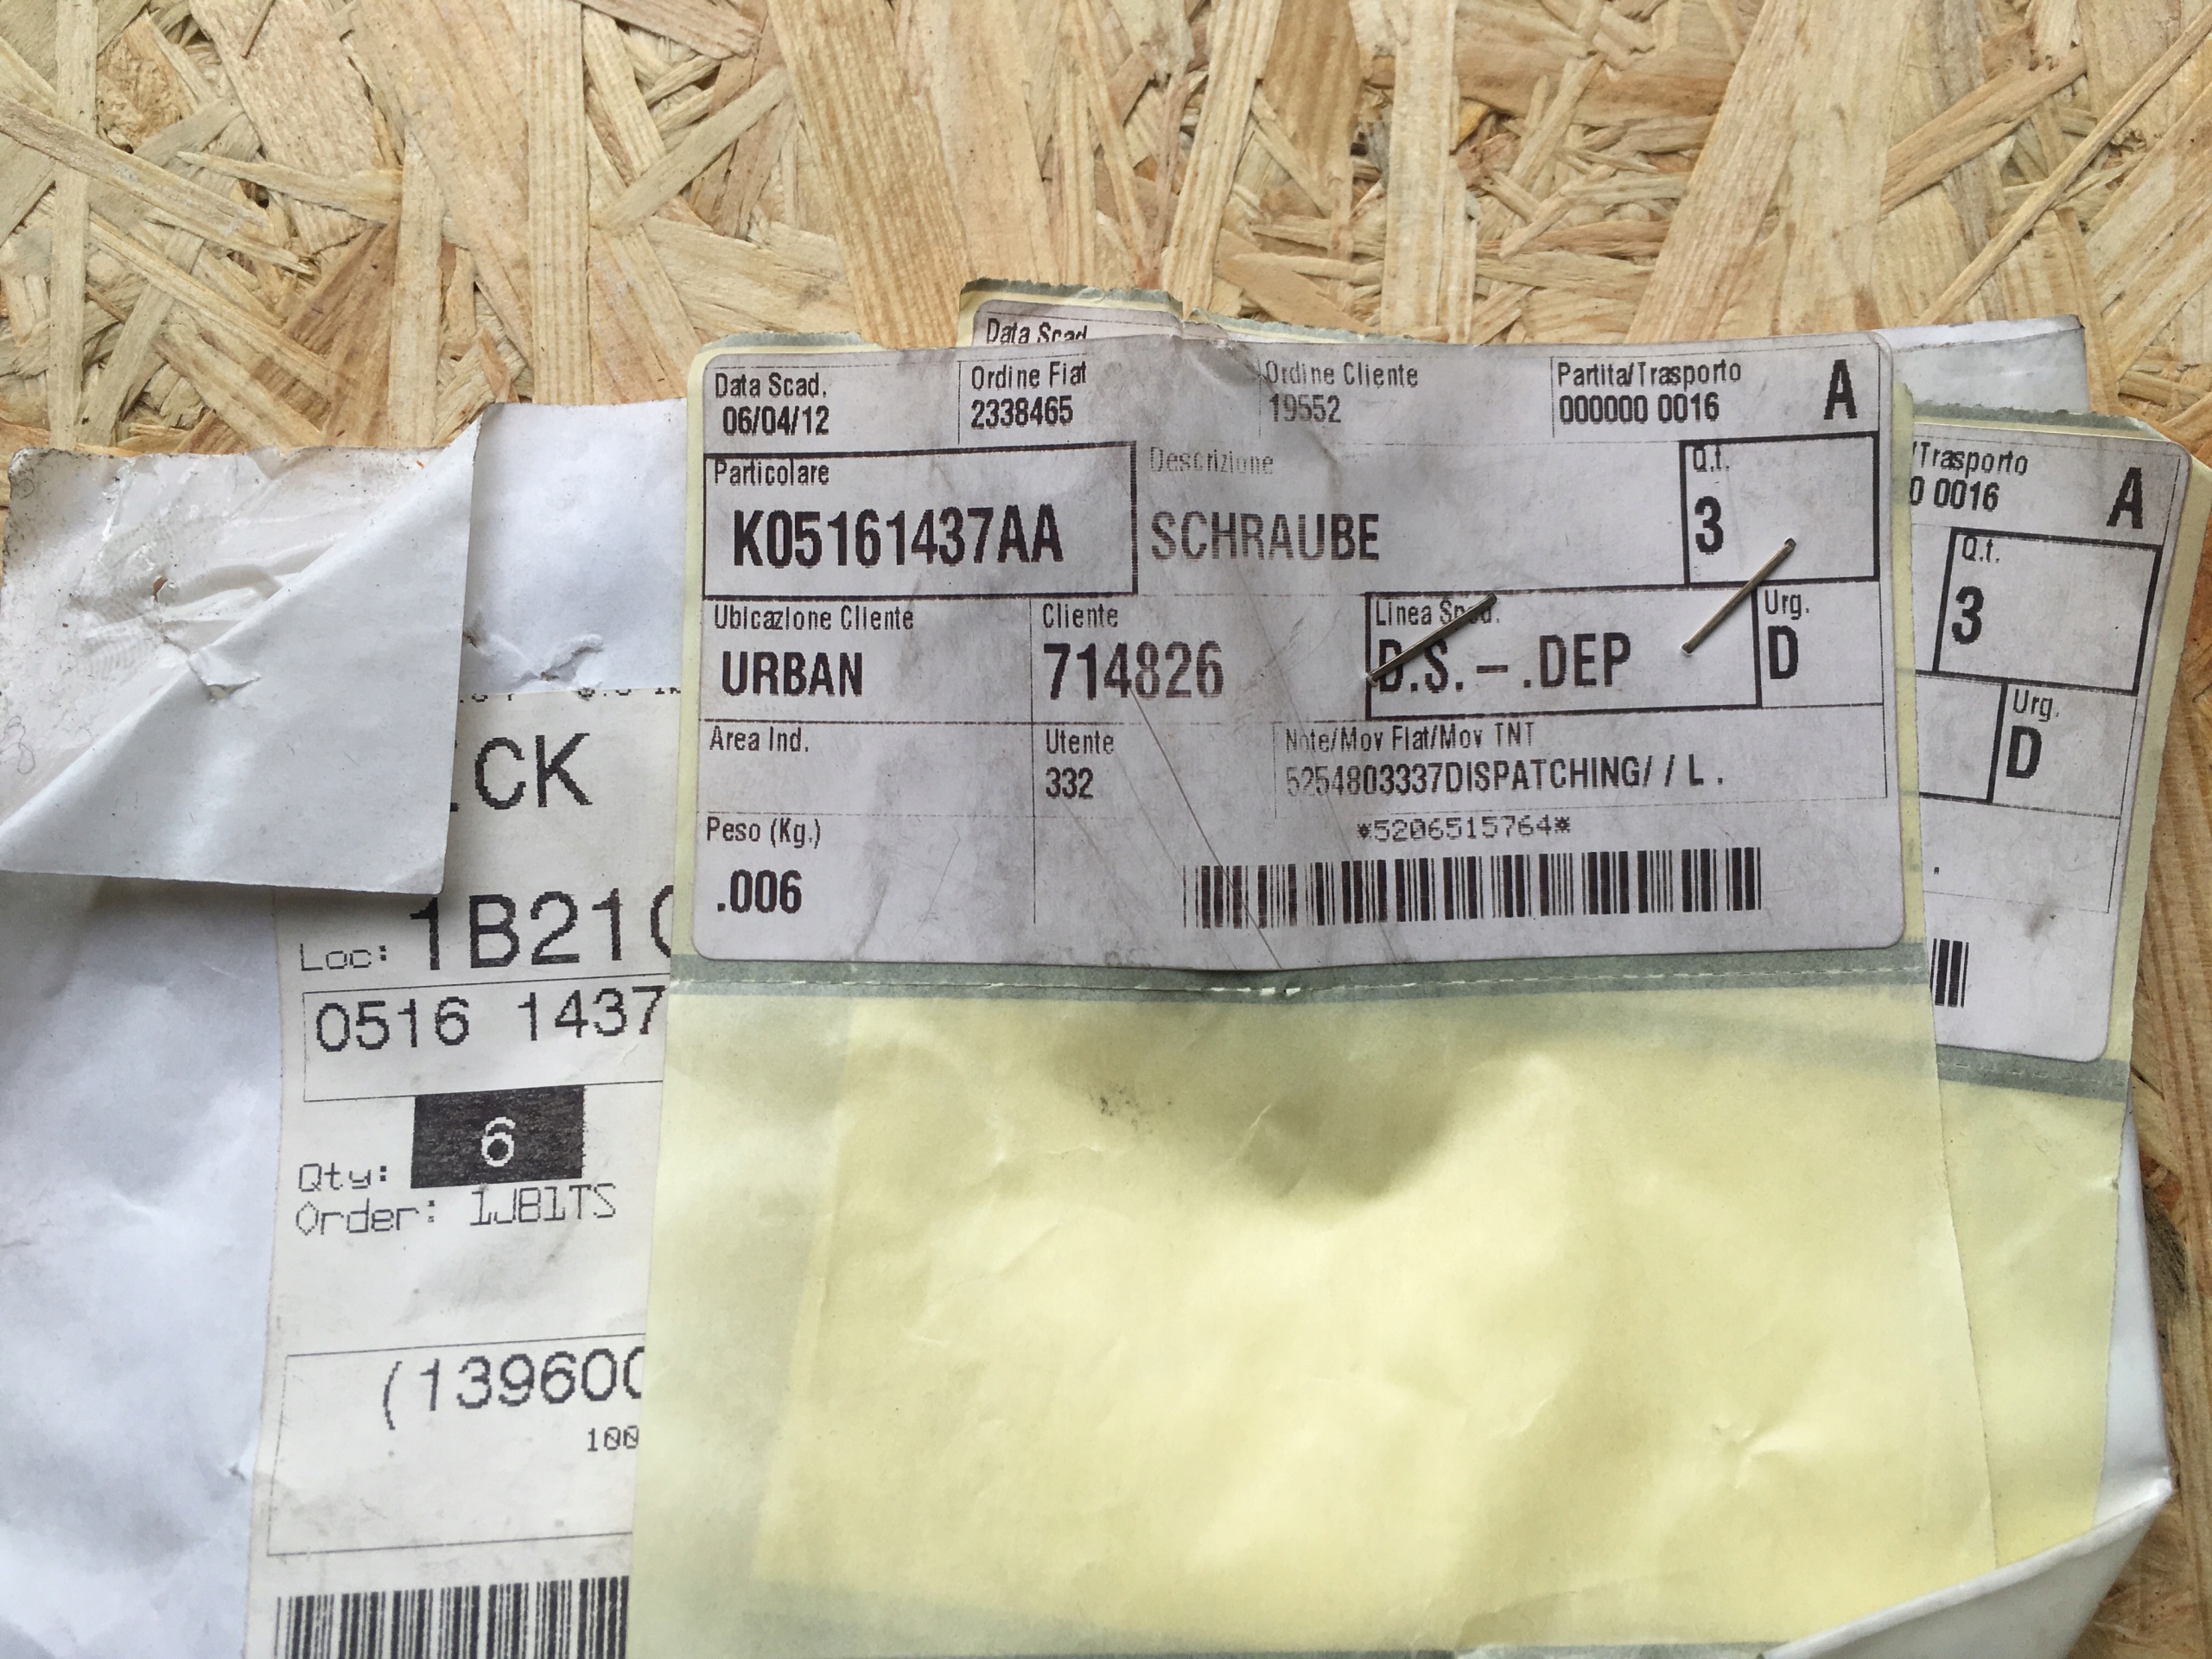 Data Scad.
Data Scad. Ordine Fiat Ordine Cliente Partita/Trasporto A
06/04/12 2338465 19552 000000 0016
Particolare Descrizione Q.t.
K05161437AA SCHRAUBE 3
Ubicazione Cliente Cliente Linea Sped. Urg.
URBAN 714826 D.S.-.DEP D
Area Ind. Utente Note/Mov Fiat/Mov TNT
332 5254803337DISPATCHING/ / L .
Peso (Kg.) *5206515764*
.006
/Trasporto A
0 0016
Q.t.
3
Urg.
D
.
CK
Loc: 1B21
0516 1437
Qty: 6
Order: 1JB1TS
(13960
100